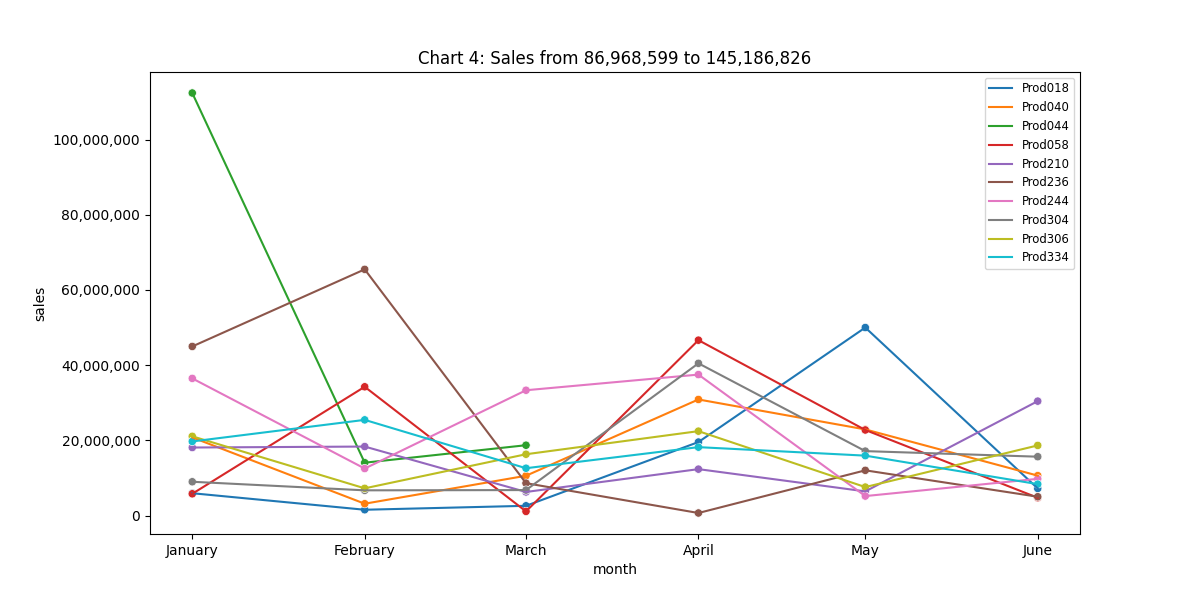 Chart 4: Sales from 86,968,599 to 145,186,826
Prod018
Prod040
Prod044
Prod058
Prod210
Prod236
Prod244
Prod304
Prod306
Prod334
sales
100,000,000
80,000,000
60,000,000
40,000,000
20,000,000
0
January February March April May June
month